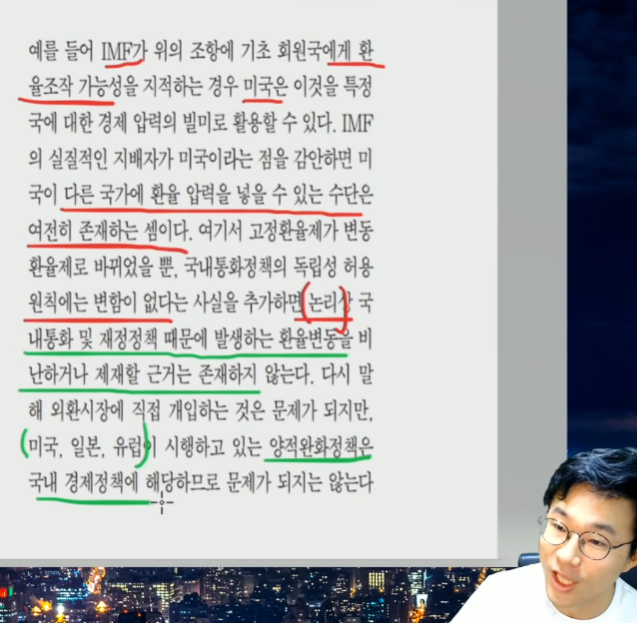 예를 들어 IMF가 위의 조항에 기초 회원국에게 환
율조작 가능성을 지적하는 경우 미국은 이것을 특정
국에 대한 경제 압력의 빌미로 활용할 수 있다. IMF
의 실질적인 지배자가 미국이라는 점을 감안하면 미
국이 다른 국가에 환율 압력을 넣을 수 있는 수단은
여전히 존재하는 셈이다. 여기서 고정환율제가 변동
환율제로 바뀌었을 뿐, 국내통화정책의 독립성 허용
원칙에는 변함이 없다는 사실을 추가하면 논리상 국
내통화 및 재정정책 때문에 발생하는 환율변동을 비
난하거나 제재할 근거는 존재하지 않는다. 다시 말
해 외환시장에 직접 개입하는 것은 문제가 되지만,
미국, 일본, 유럽이 시행하고 있는 양적완화정책은
국내 경제정책에 해당하므로 문제가 되지는 않는다